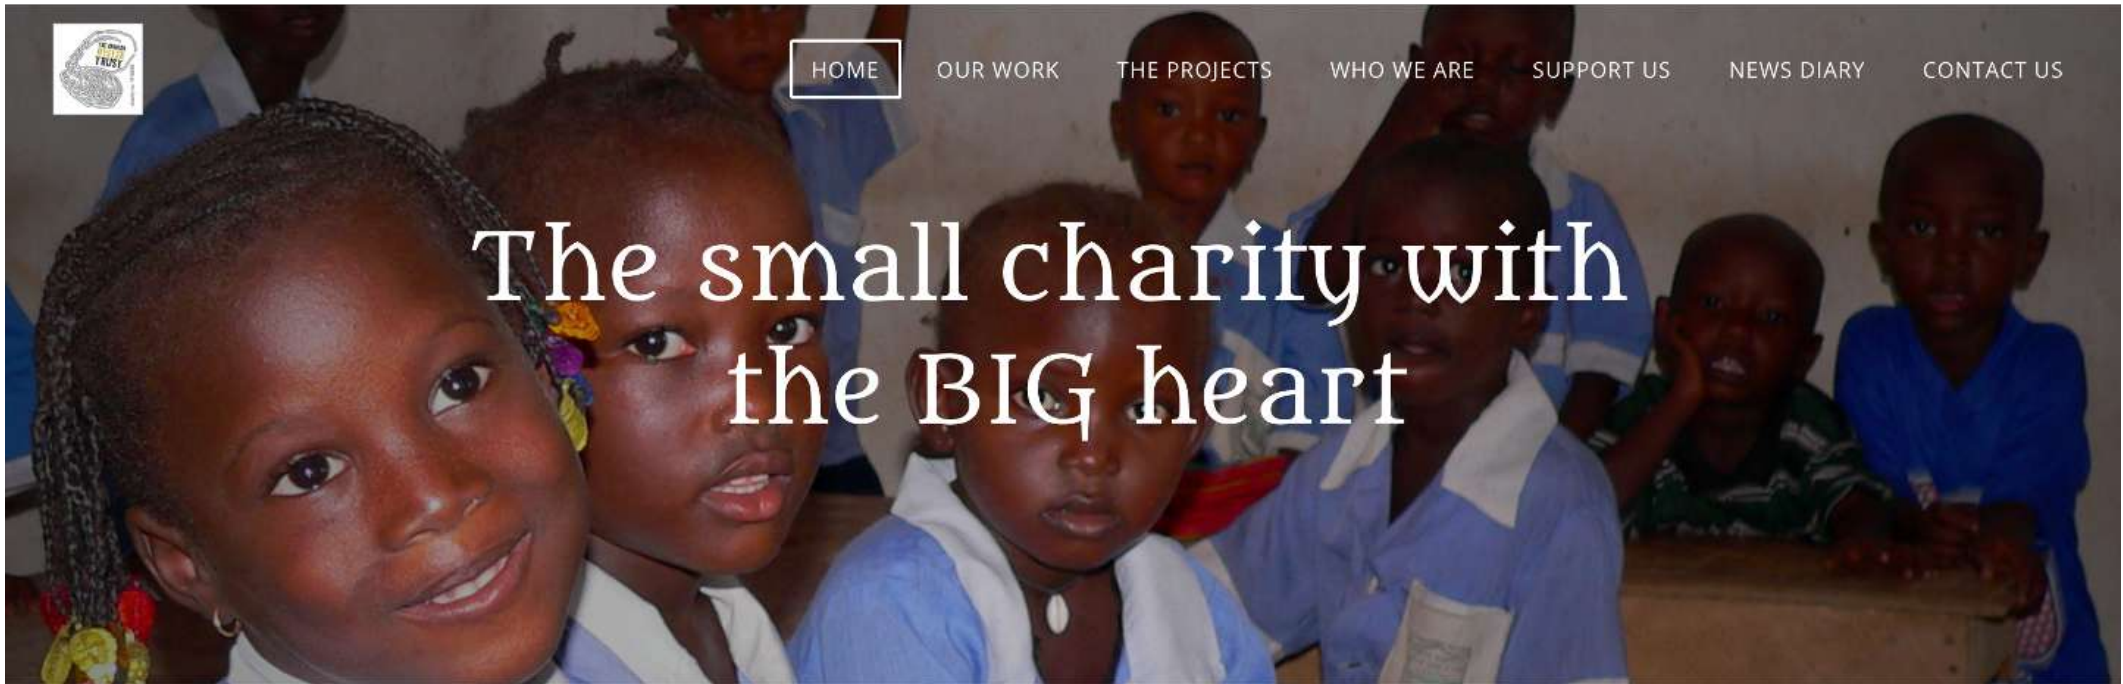 TRUST
HOME
OUR WORK
THE PROJECTS
WHO WE ARE
SUPPORT US
NEWS DIARY
CONTACT US
The small charity with
the BIG heart